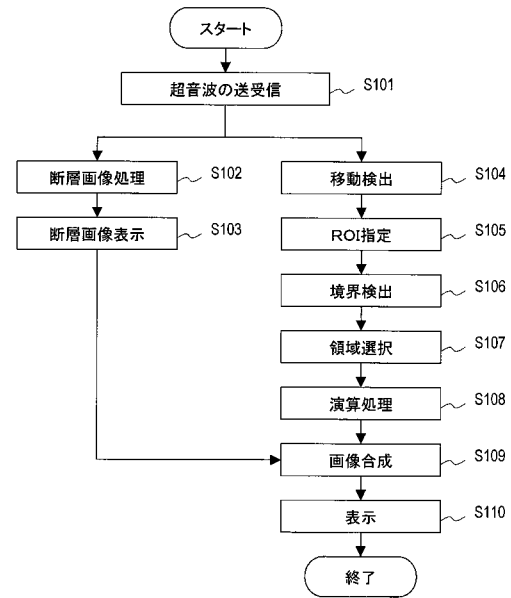 スタート
超音波の送受信
S101
断層画像処理
S102
移動検出
S104
断層画像表示
S103
ROI指定
S105
境界検出
S106
領域選択
S107
演算処理
S108
画像合成
S109
表示
S110
終了